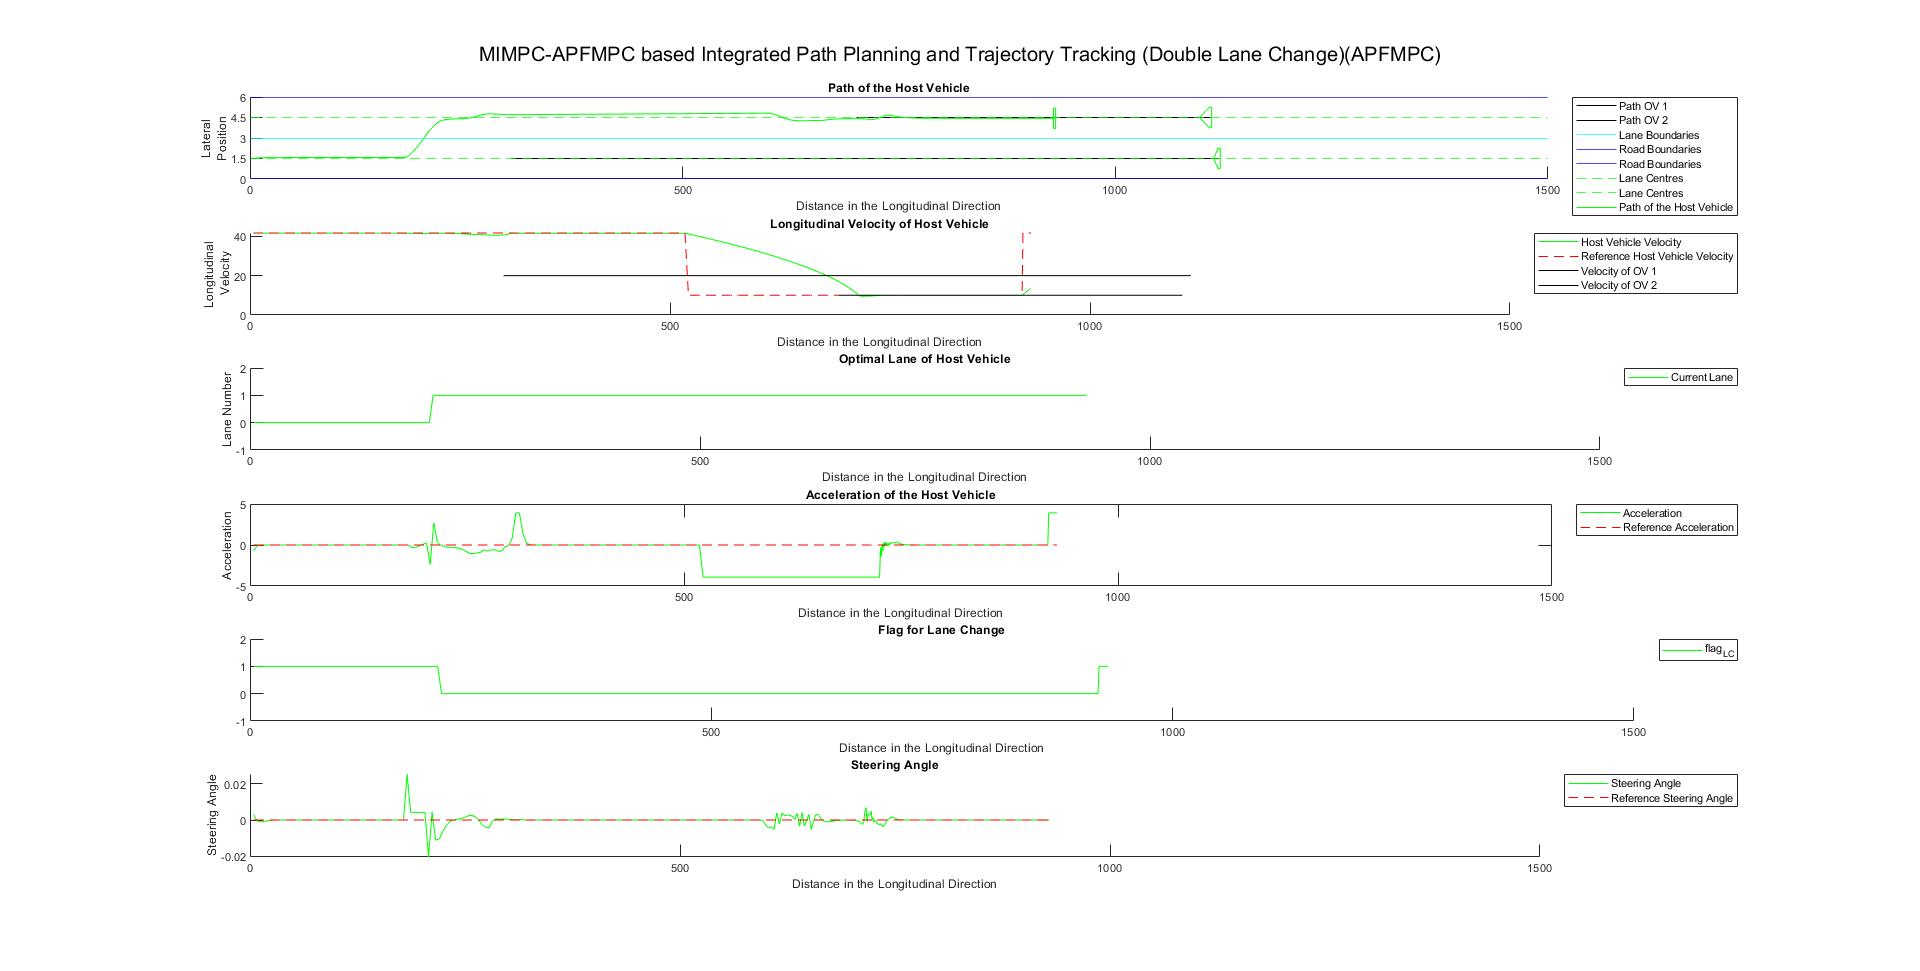 MIMPC-APFMPC based Integrated Path Planning and Trajectory Tracking (Double Lane Change)(APFMPC)
Path of the Host Vehicle
Lateral
Position
6
4.5
3
1.5
0
0
500
1000
1500
Distance in the Longitudinal Direction
Path OV 1
Path OV 2
Lane Boundaries
Road Boundaries
Road Boundaries
Lane Centres
Lane Centres
Path of the Host Vehicle
Longitudinal Velocity of Host Vehicle
Longitudinal
Velocity
40
20
0
0
500
1000
1500
Distance in the Longitudinal Direction
Host Vehicle Velocity
Reference Host Vehicle Velocity
Velocity of OV 1
Velocity of OV 2
Optimal Lane of Host Vehicle
Lane Number
2
1
0
-1
0
500
1000
1500
Distance in the Longitudinal Direction
Current Lane
Acceleration of the Host Vehicle
Acceleration
5
0
-5
0
500
1000
1500
Distance in the Longitudinal Direction
Acceleration
Reference Acceleration
Flag for Lane Change
2
1
0
-1
0
500
1000
1500
Distance in the Longitudinal Direction
flag LC
Steering Angle
Steering Angle
0.02
0
-0.02
0
500
1000
1500
Distance in the Longitudinal Direction
Steering Angle
Reference Steering Angle